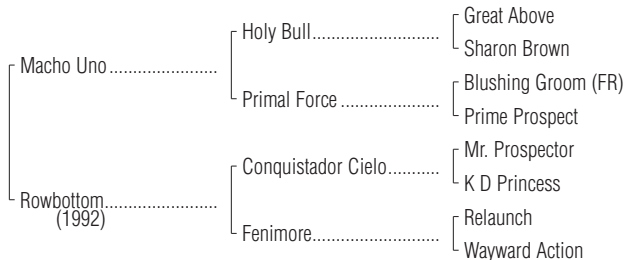 Macho Uno......................
Holy Bull..........................
Great Above
Sharon Brown
Primal Force ....................
Blushing Groom (FR)
Prime Prospect
Rowbottom.......................
(1992)
Conquistador Cielo...........
Mr. Prospector
K D Princess
Fenimore..........................
Relaunch
Wayward Action